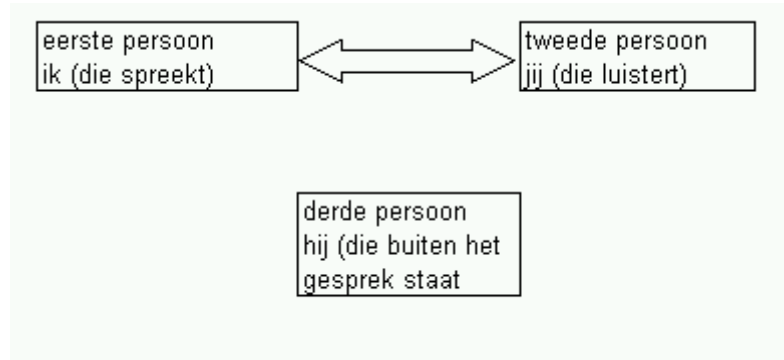 eerste persoon
ik (die spreekt)
tweede persoon
jij (die luistert)
derde persoon
hij (die buiten het
gesprek staat